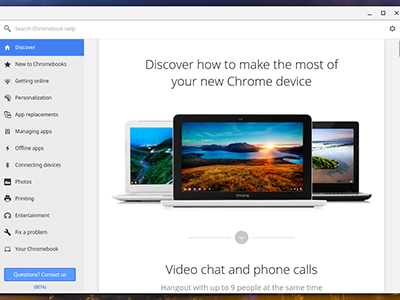 Search Chromebook Help
Discover
New to Chromebooks
Getting online
Personalization
App replacements
Managing apps
Offline apps
Connecting devices
Photos
Printing
Entertainment
Fix a problem
Your Chromebook
Questions? Contact us
(BETA)
Discover how to make the most of
your new Chrome device
chrome
Video chat and phone calls
Hangout with up to 9 people at the same time